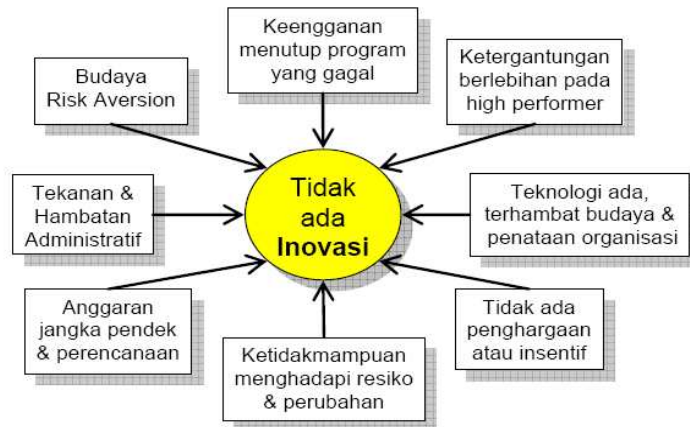 Keengganan
menutup program
yang gagal
Budaya
Risk Aversion
Ketergantungan
berlebihan pada
high performer
Tekanan &
Hambatan
Administratif
Tidak
ada
Inovasi
Teknologi ada,
terhambat budaya &
penataan organisasi
Anggaran
jangka pendek
& perencanaan
Ketidakmampuan
menghadapi resiko
& perubahan
Tidak ada
penghargaan
atau insentif